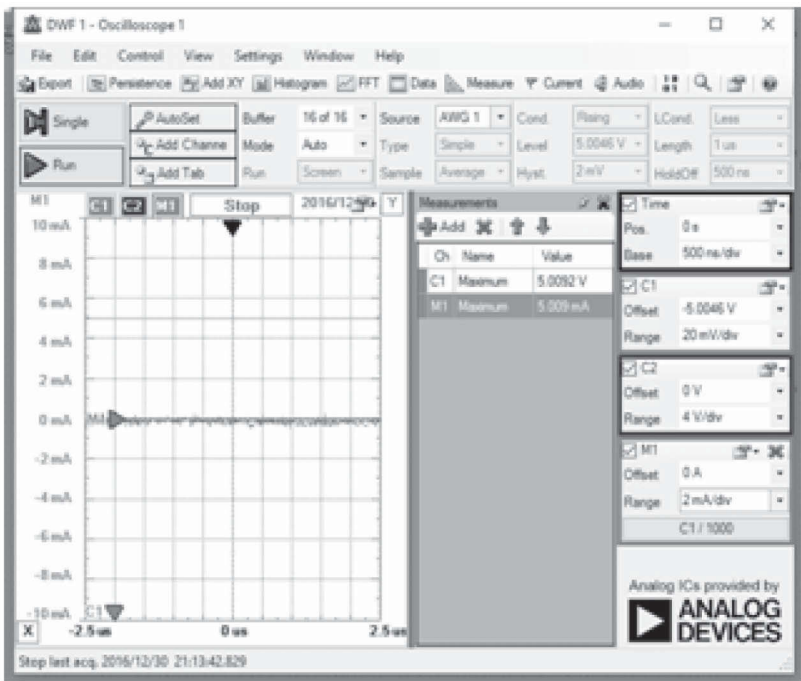 DWF 1 - Oscilloscope 1
File Edit Control View Settings Window Help
Export Persistence Add XY Histogram FFT Data Measure Current Audio
Single AutoSet Buffer 16 of 16 Source AWG 1 Cond. Rising LCond. Less
Add Channe Mode Auto Type Simple Level 5.0046 V Length 1 us
Run Add Tab Run Screen Sample Average Hyst. 2 mV HoldOff 500 ns
M1 C1 C2 M1 Stop 2016/12 Y
10 mA
8 mA
6 mA
4 mA
2 mA
0 mA
-2 mA
-4 mA
-6 mA
-8 mA
-10 mA
M1
C1
X -2.5 us 0 us 2.5 us
Measurements
Add
Ch Name Value
C1 Maximum 5.0092 V
M1 Maximum 5.009 mA
Time
Pos. 0 s
Base 500 ns/div
C1
Offset -5.0046 V
Range 20 mV/div
C2
Offset 0 V
Range 4 V/div
M1
Offset 0 A
Range 2 mA/div
C1 / 1000
Analog ICs provided by
ANALOG
DEVICES
Stop last acq. 2016/12/30 21:13:42.829